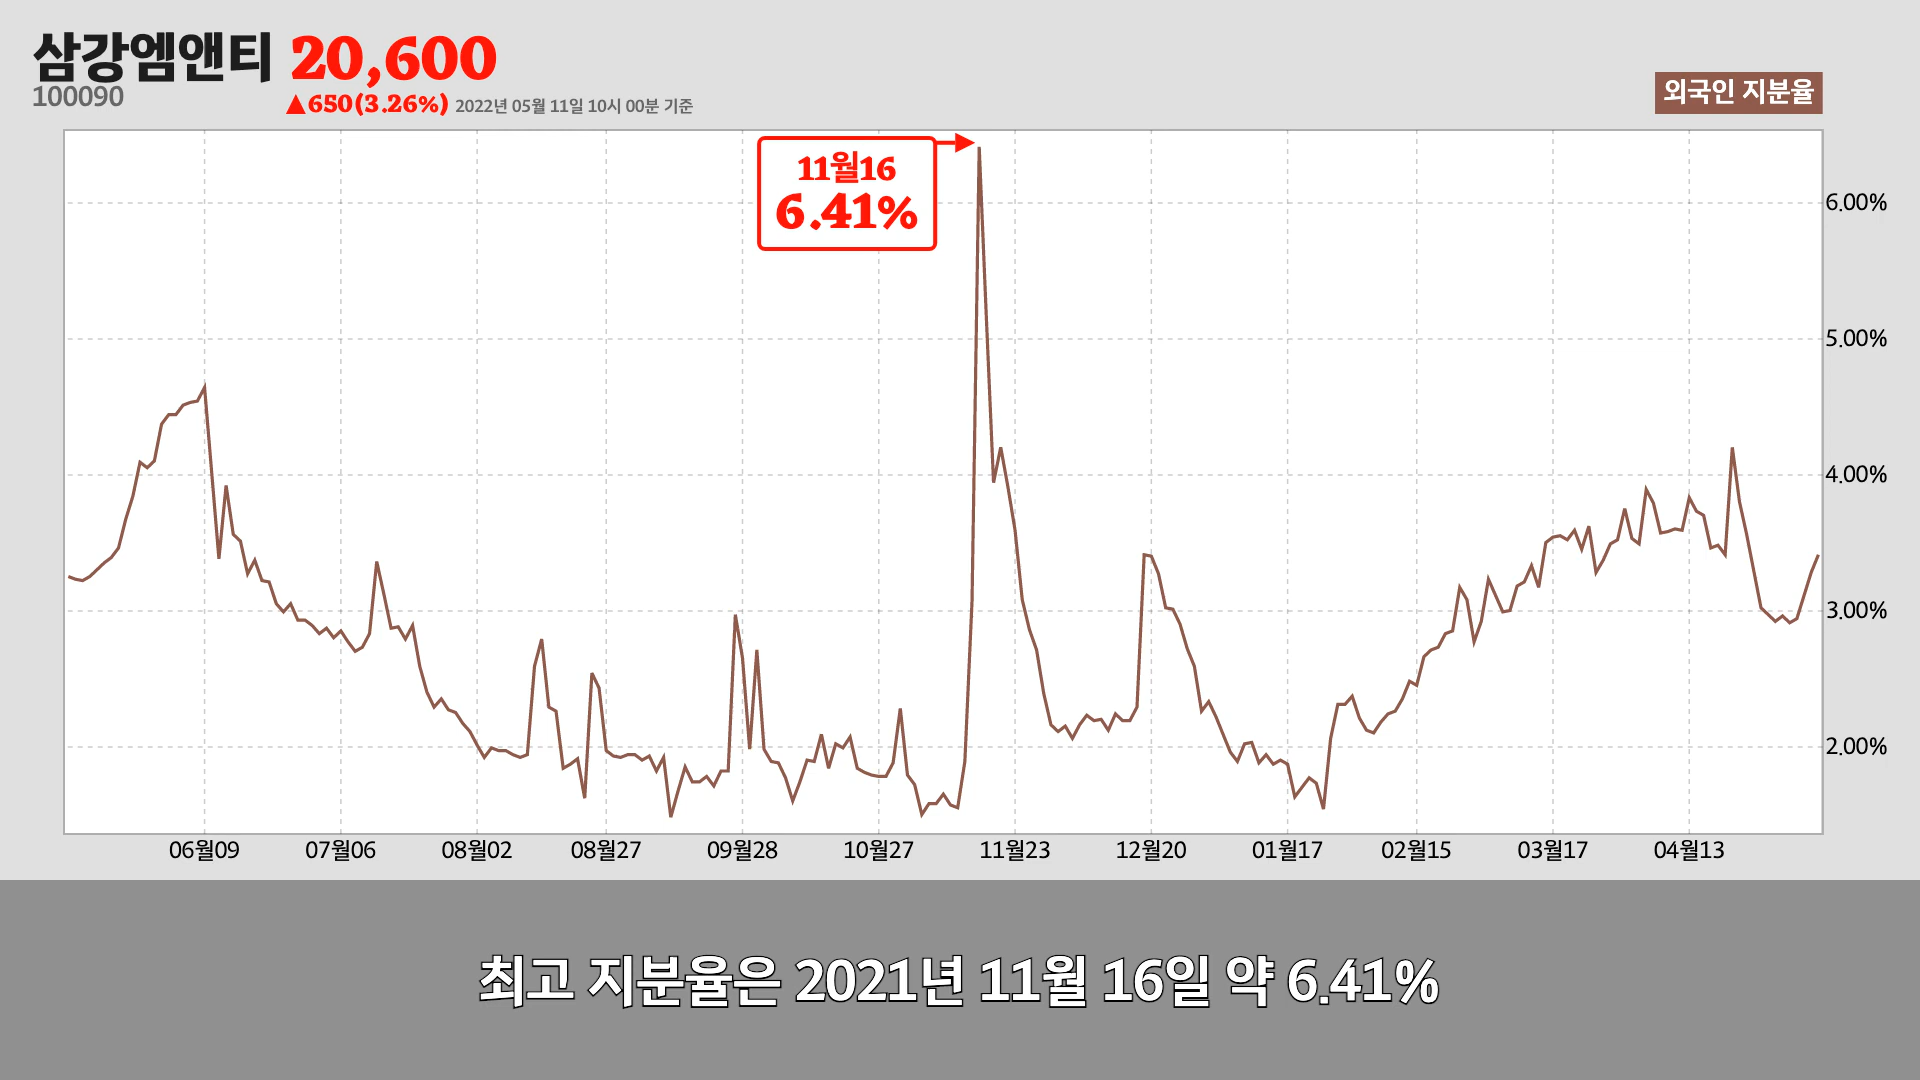 삼강엠앤티 20,600
100090
▲650(3.26%) 2022년 05월 11일 10시 00분 기준
외국인 지분율
11월16
6.41%
6.00%
5.00%
4.00%
3.00%
2.00%
06월09 07월06 08월02 08월27 09월28 10월27 11월23 12월20 01월17 02월15 03월17 04월13
최고 지분율은 2021년 11월 16일 약 6.41%